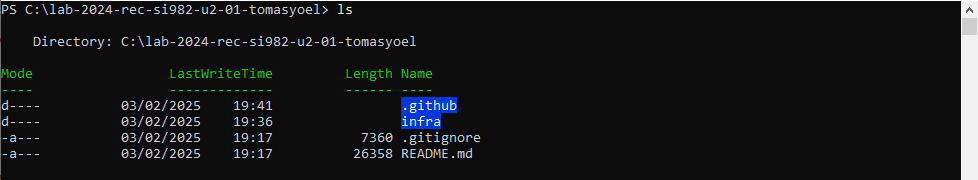 PS C:\lab-2024-rec-si982-u2-01-tomasyoel> ls
Directory: C:\lab-2024-rec-si982-u2-01-tomasyoel
Mode LastWriteTime Length Name
---- ------------- ------ ----
d---- 03/02/2025 19:41 .github
d---- 03/02/2025 19:36 infra
-a--- 03/02/2025 19:17 7360 .gitignore
-a--- 03/02/2025 19:17 26358 README.md